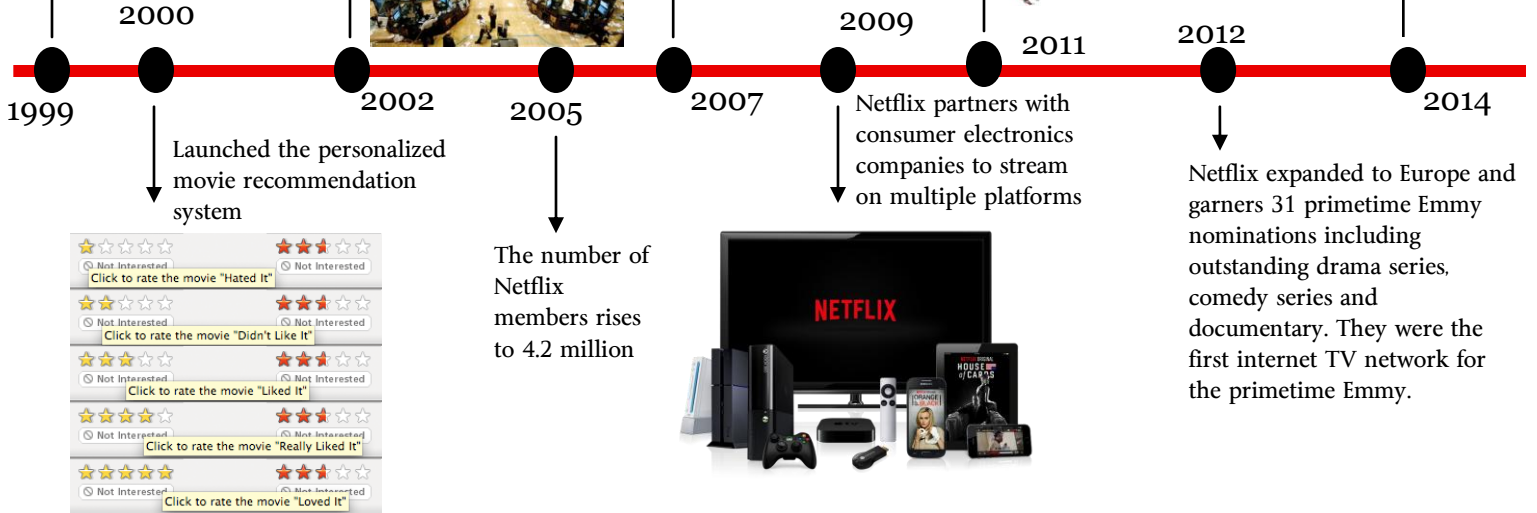 2000
2009
2011
2012
1999
2002
2005
2007
2014
Launched the personalized
movie recommendation
system
Not Interested
Not Interested
Click to rate the movie "Hated It"
Not Interested
Not Interested
Click to rate the movie "Didn't Like It"
Not Interested
Not Interested
Click to rate the movie "Liked It"
Not Interested
Not Interested
Click to rate the movie "Really Liked It"
Not Interested
Not Interested
Click to rate the movie "Loved It"
The number of
Netflix
members rises
to 4.2 million
Netflix partners with
consumer electronics
companies to stream
on multiple platforms
NETFLIX
HOUSE
of CARDS
ORANGE
BLACK
Netflix expanded to Europe and
garners 31 primetime Emmy
nominations including
outstanding drama series,
comedy series and
documentary. They were the
first internet TV network for
the primetime Emmy.